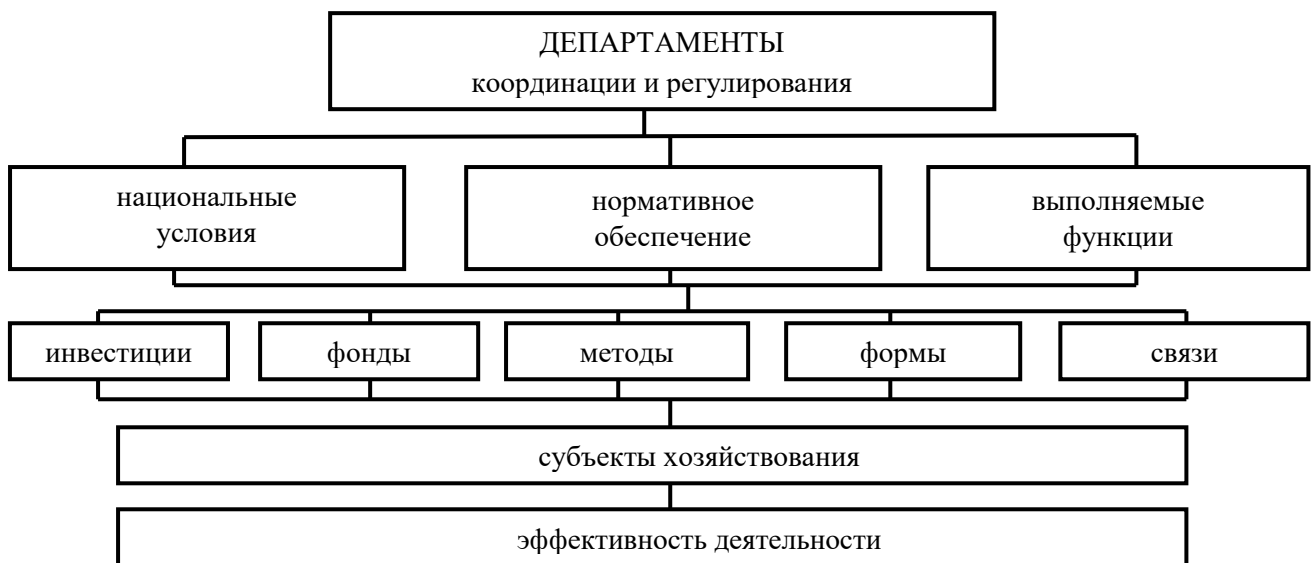 ДЕПАРТАМЕНТЫ
координации и регулирования
национальные
условия
нормативное
обеспечение
выполняемые
функции
инвестиции
фонды
методы
формы
связи
субъекты хозяйствования
эффективность деятельности